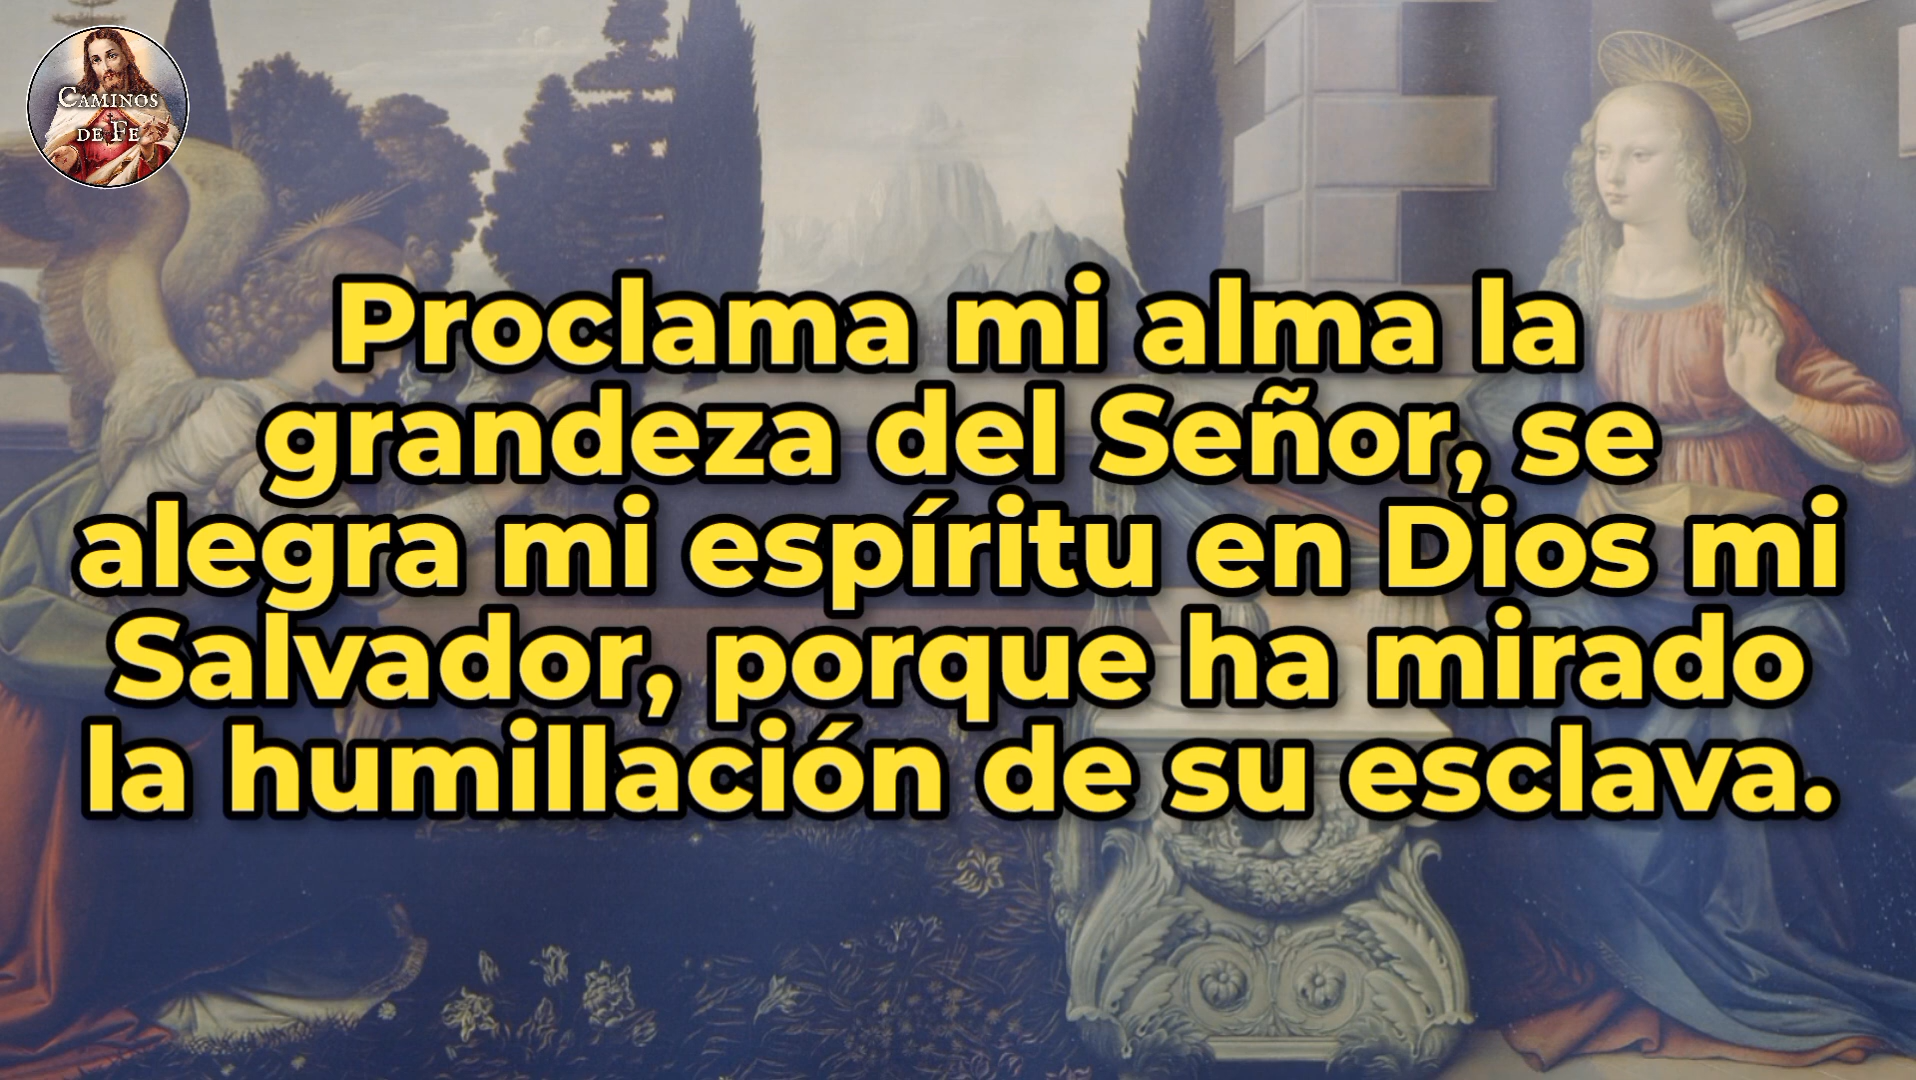 CAMINOS
DE FE
Proclama mi alma la
grandeza del Señor, se
alegra mi espíritu en Dios mi
Salvador, porque ha mirado
la humillación de su esclava.